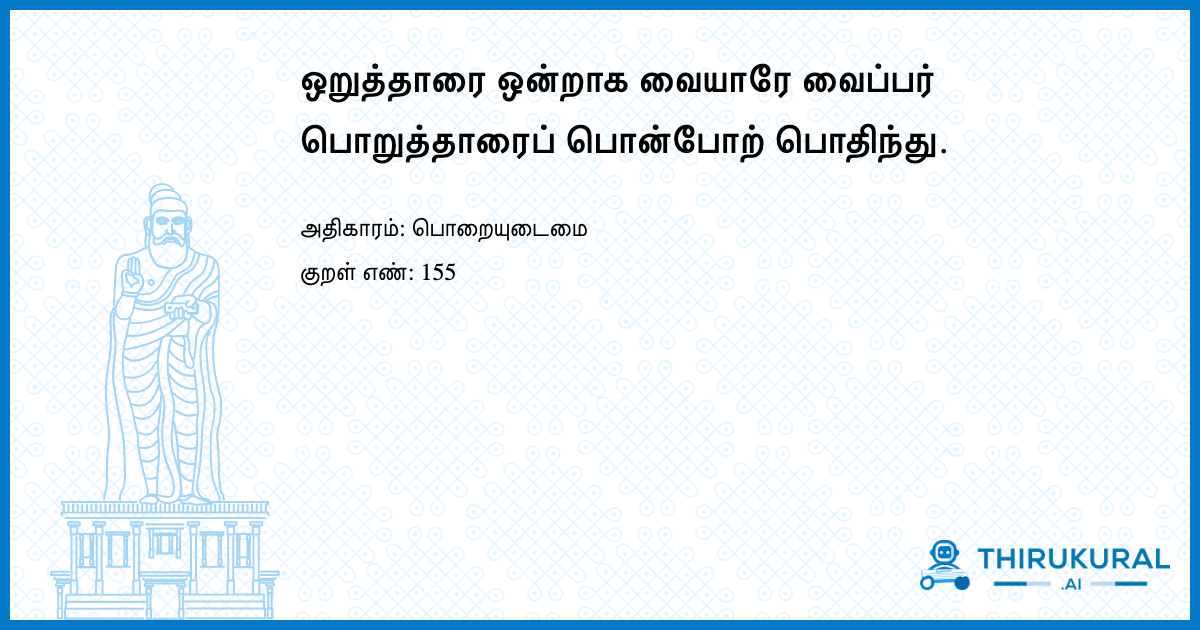 ஒறுத்தாரை ஒன்றாக வையாரே வைப்பர்
பொறுத்தாரைப் பொன்போற் பொதிந்து.
அதிகாரம்: பொறையுடைமை
குறள் எண்: 155
THIRUKURAL
.AI